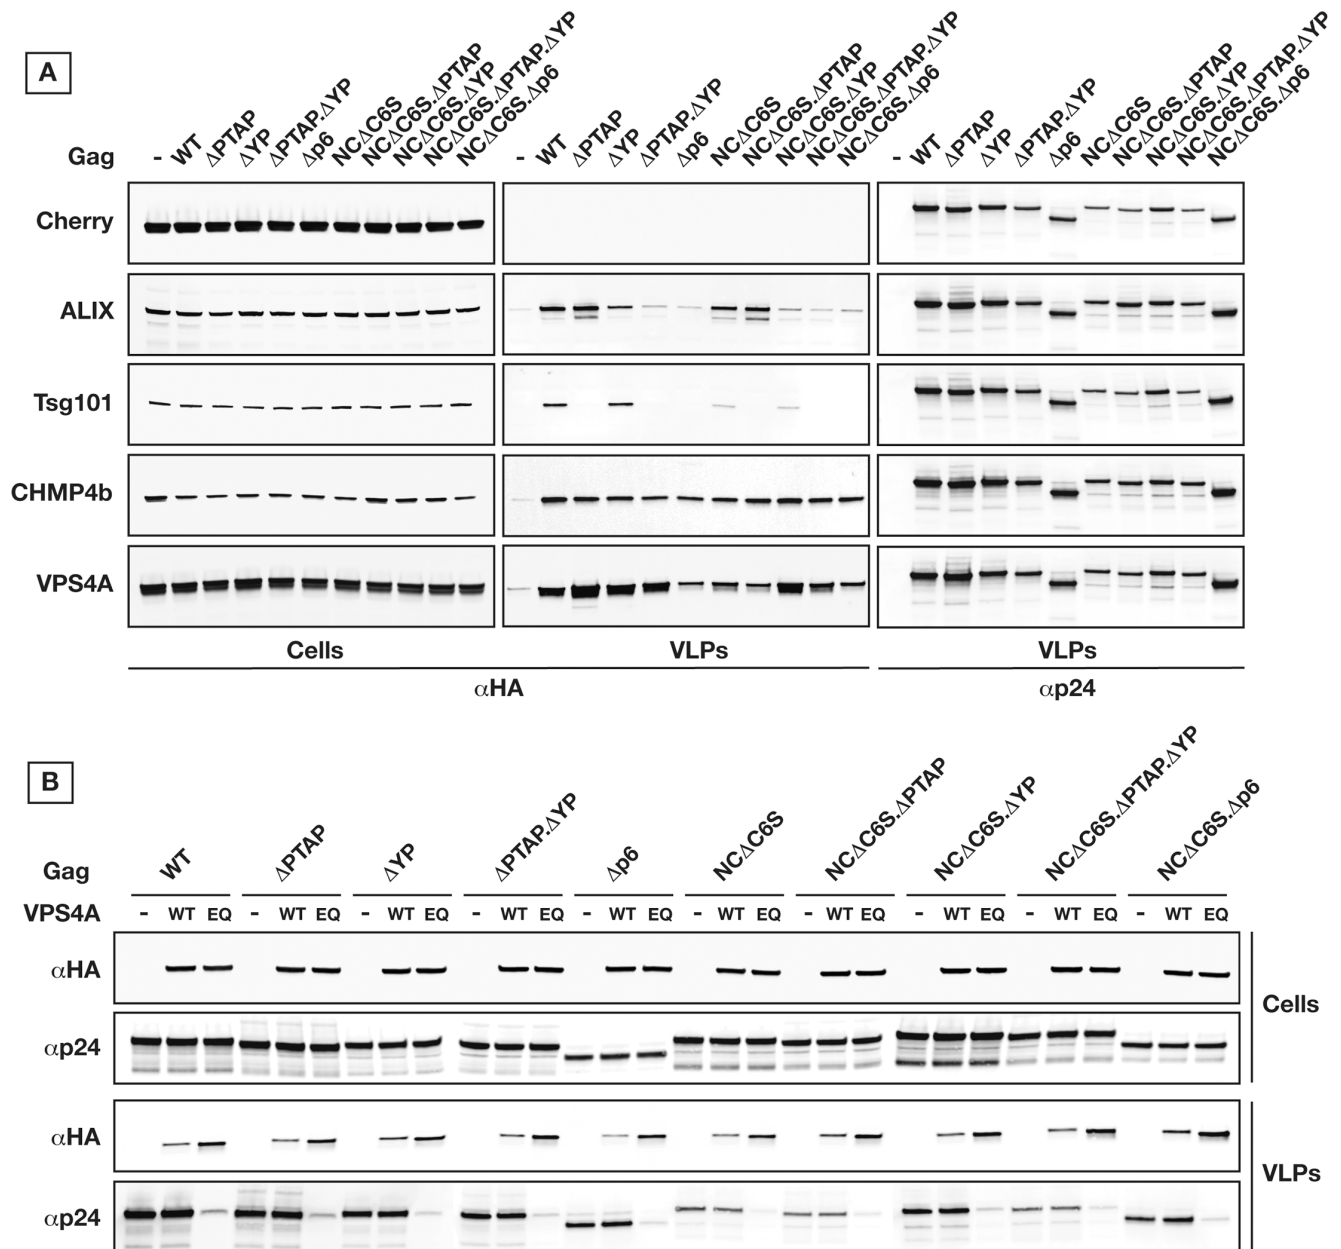 A
Gag
- WT ΔPTAP ΔYP ΔPTAP.ΔYP Δp6 NCΔC6S NCΔC6S.ΔPTAP NCΔC6S.ΔYP NCΔC6S.ΔPTAP.ΔYP NCΔC6S.Δp6
- WT ΔPTAP ΔYP ΔPTAP.ΔYP Δp6 NCΔC6S NCΔC6S.ΔPTAP NCΔC6S.ΔYP NCΔC6S.ΔPTAP.ΔYP NCΔC6S.Δp6
- WT ΔPTAP ΔYP ΔPTAP.ΔYP Δp6 NCΔC6S NCΔC6S.ΔPTAP NCΔC6S.ΔYP NCΔC6S.ΔPTAP.ΔYP NCΔC6S.Δp6
Cherry
ALIX
Tsg101
CHMP4b
VPS4A
Cells VLPs VLPs
αHA αp24
B
Gag WT ΔPTAP ΔYP ΔPTAP.ΔYP Δp6 NCΔC6S NCΔC6S.ΔPTAP NCΔC6S.ΔYP NCΔC6S.ΔPTAP.ΔYP NCΔC6S.Δp6
VPS4A - WT EQ - WT EQ - WT EQ - WT EQ - WT EQ - WT EQ - WT EQ - WT EQ - WT EQ - WT EQ
αHA
Cells
αp24
αHA
VLPs
αp24